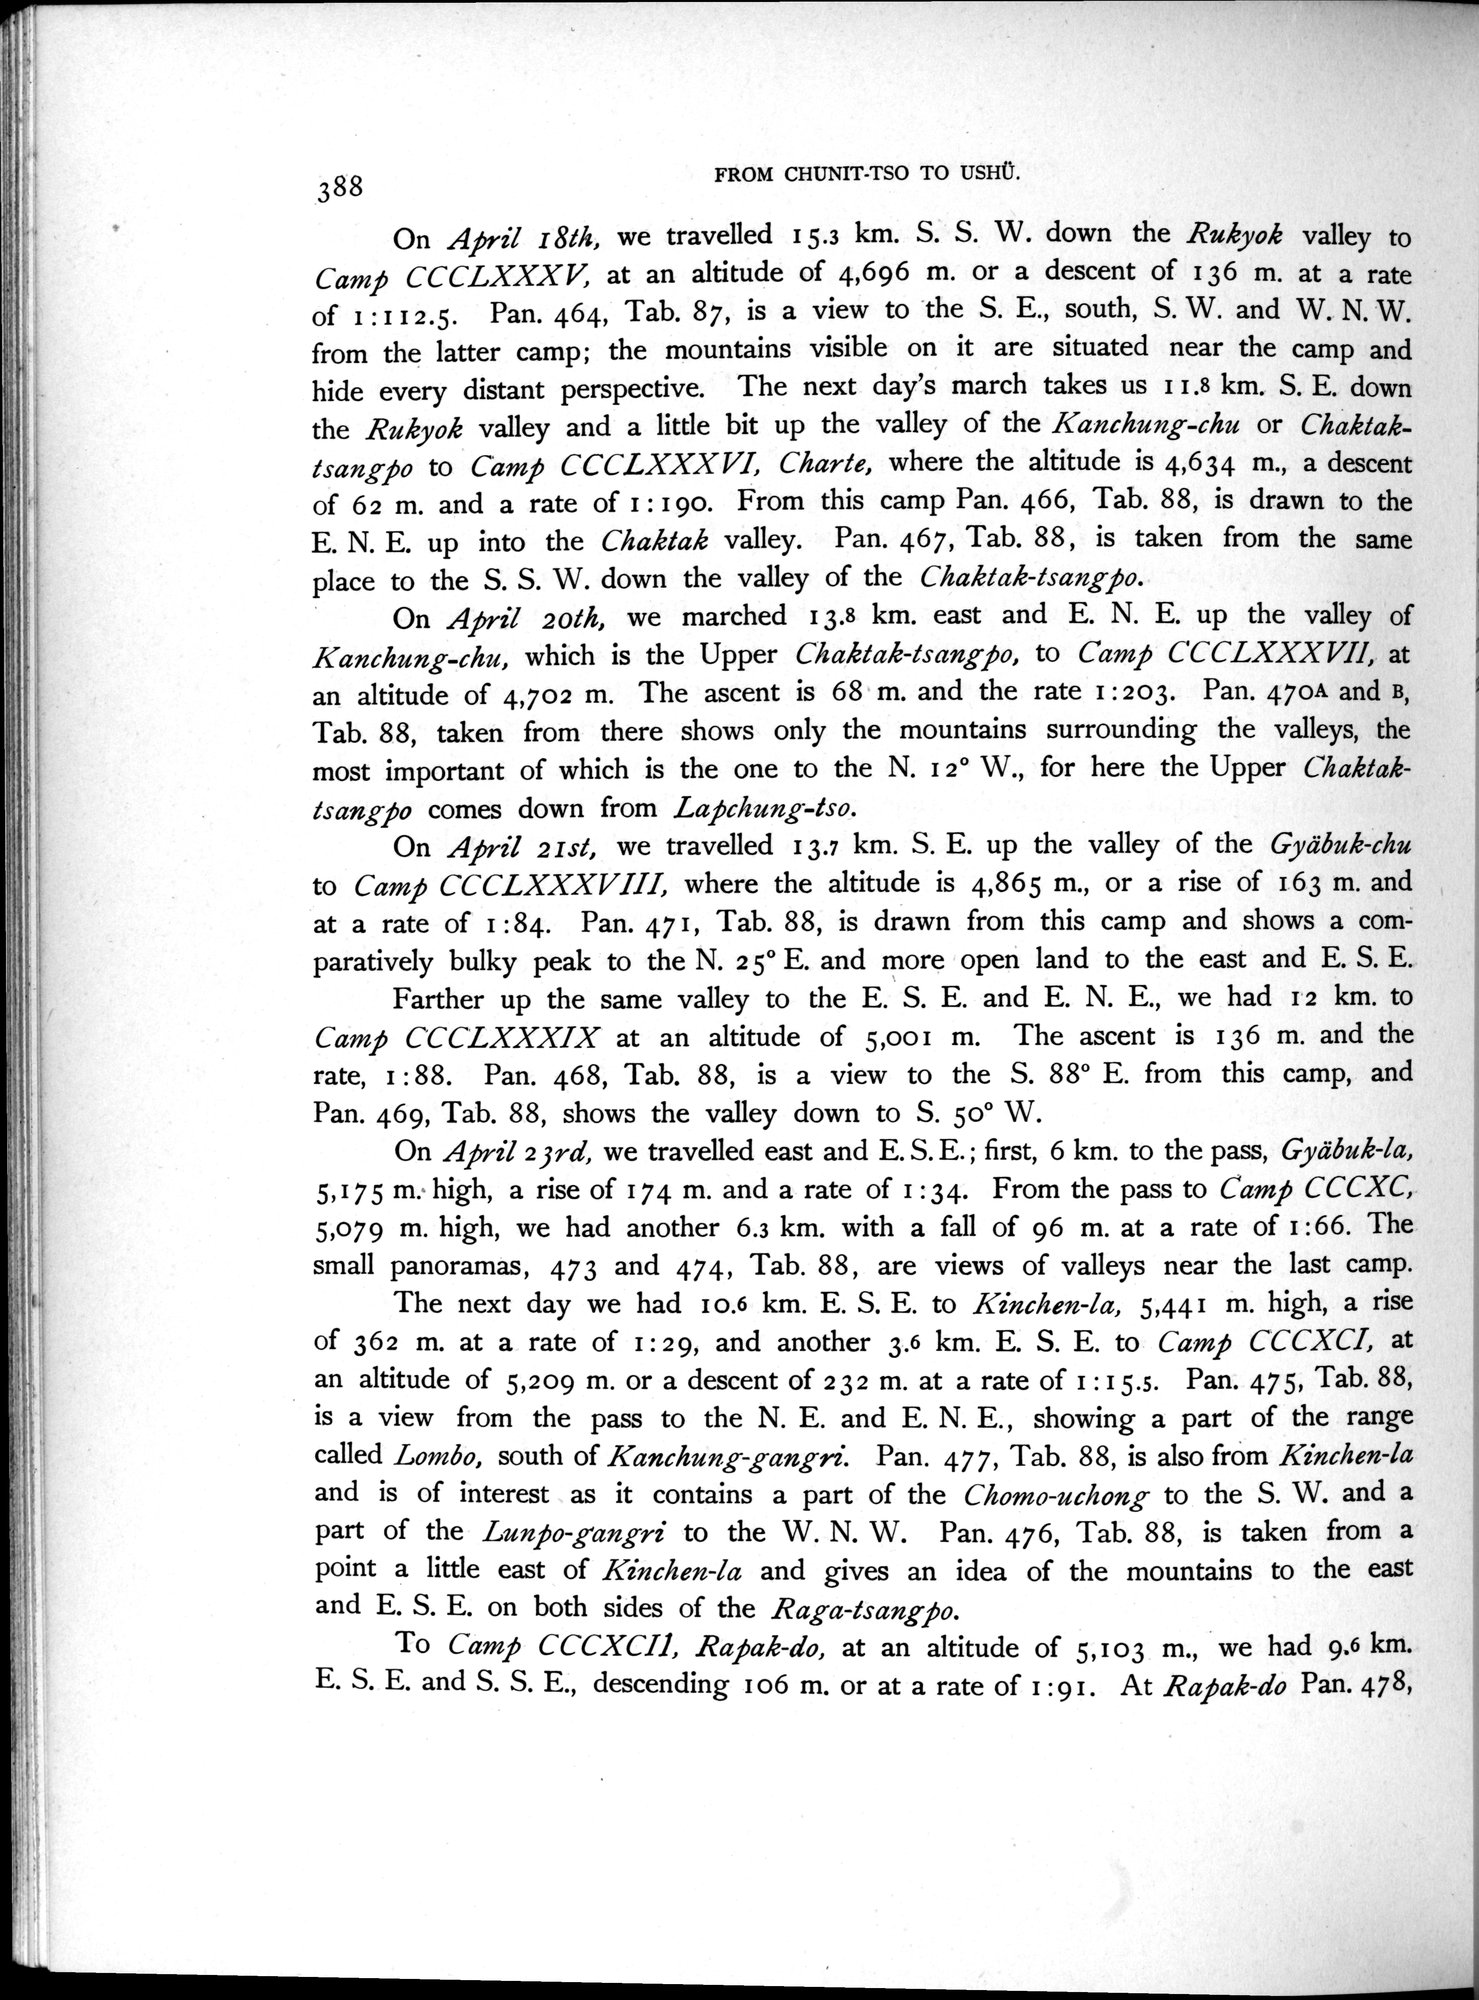 388
FROM CHUNIT-TSO TO USHÜ.
On April 18th, we travelled 15.3 km. S. S. W. down the Rukyok valley to
Camp CCCLXXXV, at an altitude of 4,696 m. or a descent of 136 m. at a rate
of 1:112.5. Pan. 464, Tab. 87, is a view to the S. E., south, S. W. and W. N. W.
from the latter camp; the mountains visible on it are situated near the camp and
hide every distant perspective. The next day's march takes us 11.8 km. S. E. down
the Rukyok valley and a little bit up the valley of the Kanchung-chu or Chaktak-
tsangpo to Camp CCCLXXXVI, Charte, where the altitude is 4,634 m., a descent
of 62 m. and a rate of 1:190. From this camp Pan. 466, Tab. 88, is drawn to the
E. N. E. up into the Chaktak valley. Pan. 467, Tab. 88, is taken from the same
place to the S. S. W. down the valley of the Chaktak-tsangpo.
On April 20th, we marched 13.8 km. east and E. N. E. up the valley of
Kanchung-chu, which is the Upper Chaktak-tsangpo, to Camp CCCLXXXVII, at
an altitude of 4,702 m. The ascent is 68 m. and the rate 1:203. Pan. 470A and B,
Tab. 88, taken from there shows only the mountains surrounding the valleys, the
most important of which is the one to the N. 12° W., for here the Upper Chaktak-
tsangpo comes down from Lapchung-tso.
On April 21st, we travelled 13.7 km. S. E. up the valley of the Gyäbuk-chu
to Camp CCCLXXXVIII, where the altitude is 4,865 m., or a rise of 163 m. and
at a rate of 1:84. Pan. 471, Tab. 88, is drawn from this camp and shows a com-
paratively bulky peak to the N. 25° E. and more open land to the east and E. S. E.
Farther up the same valley to the E. S. E. and E. N. E., we had 12 km. to
Camp CCCLXXXIX at an altitude of 5,001 m. The ascent is 136 m. and the
rate, 1:88. Pan. 468, Tab. 88, is a view to the S. 88° E. from this camp, and
Pan. 469, Tab. 88, shows the valley down to S. 50° W.
On April 23rd, we travelled east and E. S. E.; first, 6 km. to the pass, Gyäbuk-la,
5,175 m. high, a rise of 174 m. and a rate of 1:34. From the pass to Camp CCCXC,
5,079 m. high, we had another 6.3 km. with a fall of 96 m. at a rate of 1:66. The
small panoramas, 473 and 474, Tab. 88, are views of valleys near the last camp.
The next day we had 10.6 km. E. S. E. to Kinchen-la, 5,441 m. high, a rise
of 362 m. at a rate of 1:29, and another 3.6 km. E. S. E. to Camp CCCXCI, at
an altitude of 5,209 m. or a descent of 232 m. at a rate of 1:15.5. Pan. 475, Tab. 88,
is a view from the pass to the N. E. and E. N. E., showing a part of the range
called Lombo, south of Kanchung-gangri. Pan. 477, Tab. 88, is also from Kinchen-la
and is of interest as it contains a part of the Chomo-uchong to the S. W. and a
part of the Lunpo-gangri to the W. N. W. Pan. 476, Tab. 88, is taken from a
point a little east of Kinchen-la and gives an idea of the mountains to the east
and E. S. E. on both sides of the Raga-tsangpo.
To Camp CCCXCII, Rapak-do, at an altitude of 5,103 m., we had 9.6 km.
E. S. E. and S. S. E., descending 106 m. or at a rate of 1:91. At Rapak-do Pan. 478,